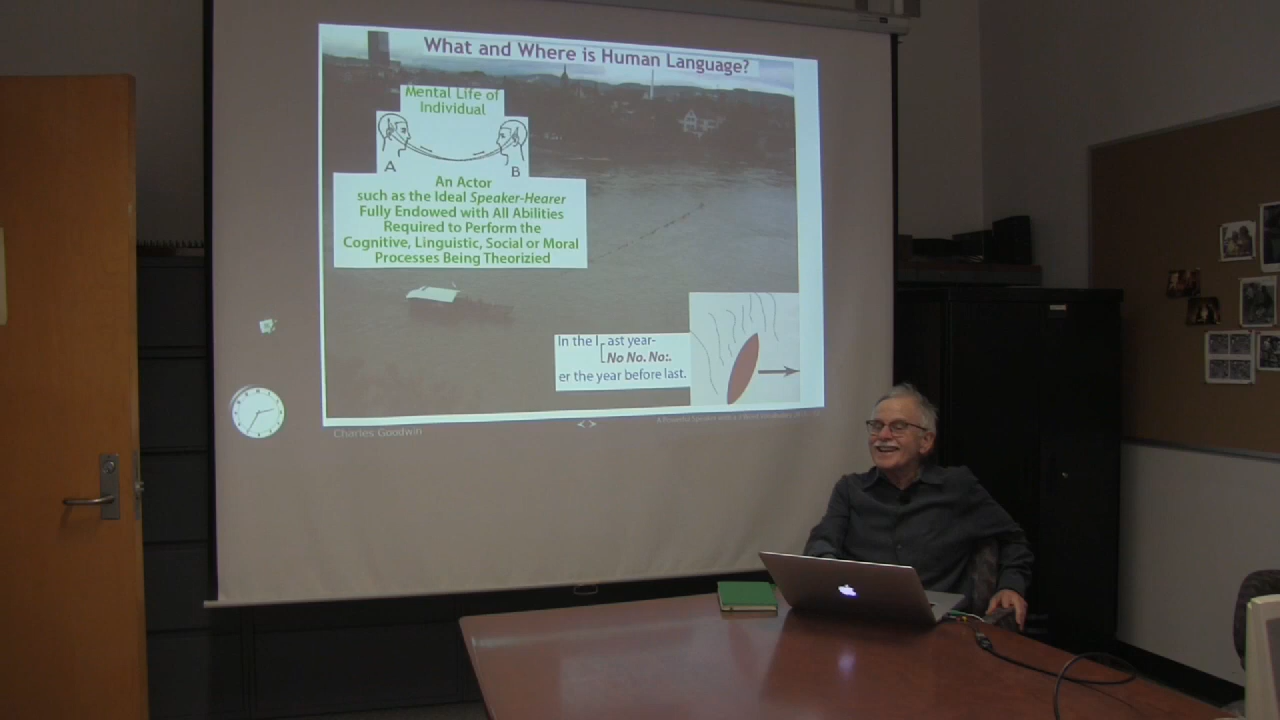 What and Where is Human Language?
Mental Life of
Individual
A
B
An Actor
such as the Ideal Speaker-Hearer
Fully Endowed with All Abilities
Required to Perform the
Cognitive, Linguistic, Social or Moral
Processes Being Theorizied
In the l ast year-
No No. No:.
er the year before last.
Charles Goodwin